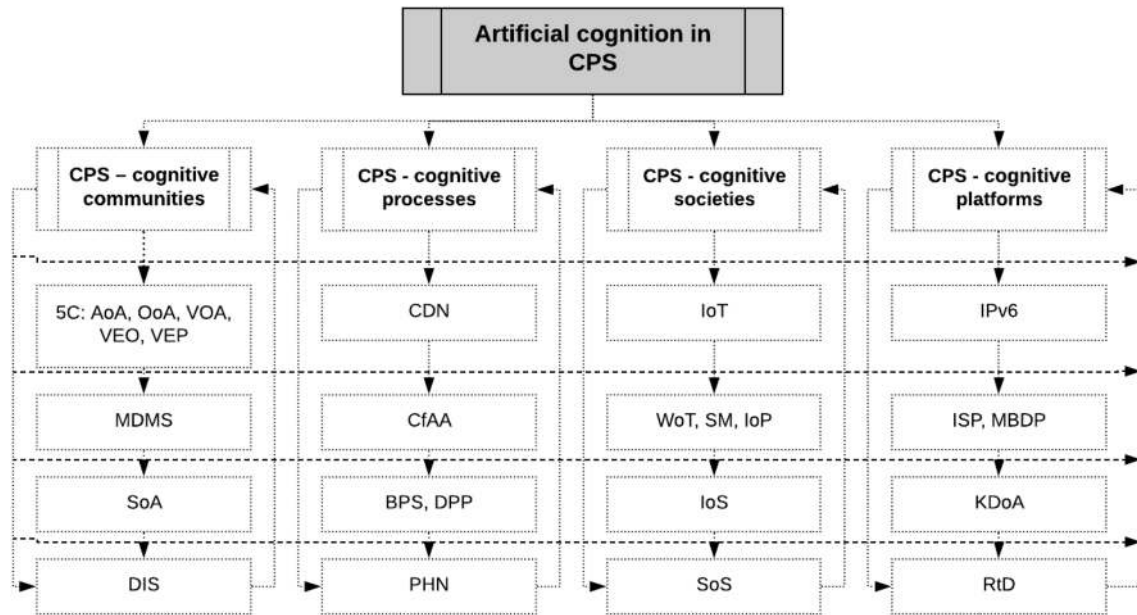 Artificial cognition in
CPS
CPS – cognitive
communities
CPS - cognitive
processes
CPS - cognitive
societies
CPS - cognitive
platforms
5C: AoA, OoA, VOA,
VEO, VEP
CDN
IoT
IPv6
MDMS
CfAA
WoT, SM, IoP
ISP, MBDP
SoA
BPS, DPP
IoS
KDoA
DIS
PHN
SoS
RtD